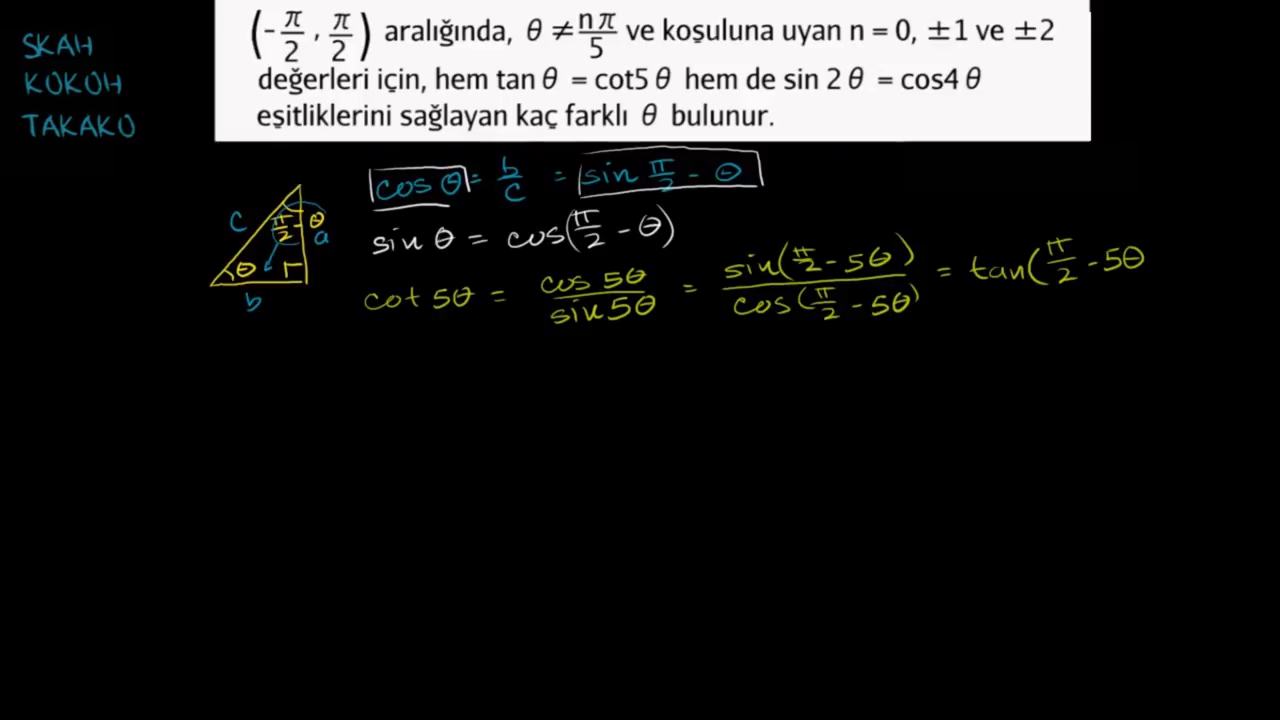 (-π/2, π/2) aralığında, θ ≠ nπ/5 ve koşuluna uyan n = 0, ±1 ve ±2
değerleri için, hem tan θ = cot5 θ hem de sin 2 θ = cos4 θ
eşitliklerini sağlayan kaç farklı θ bulunur.
SKAH
KOKOH
TAKAKO
cos θ = b/c = sin π/2 - θ
sin θ = cos(π/2 - θ)
cot 5θ = cos 5θ / sin 5θ = sin(π/2 - 5θ) / cos(π/2 - 5θ) = tan(π/2 - 5θ
c
π/2 - θ
a
θ
b